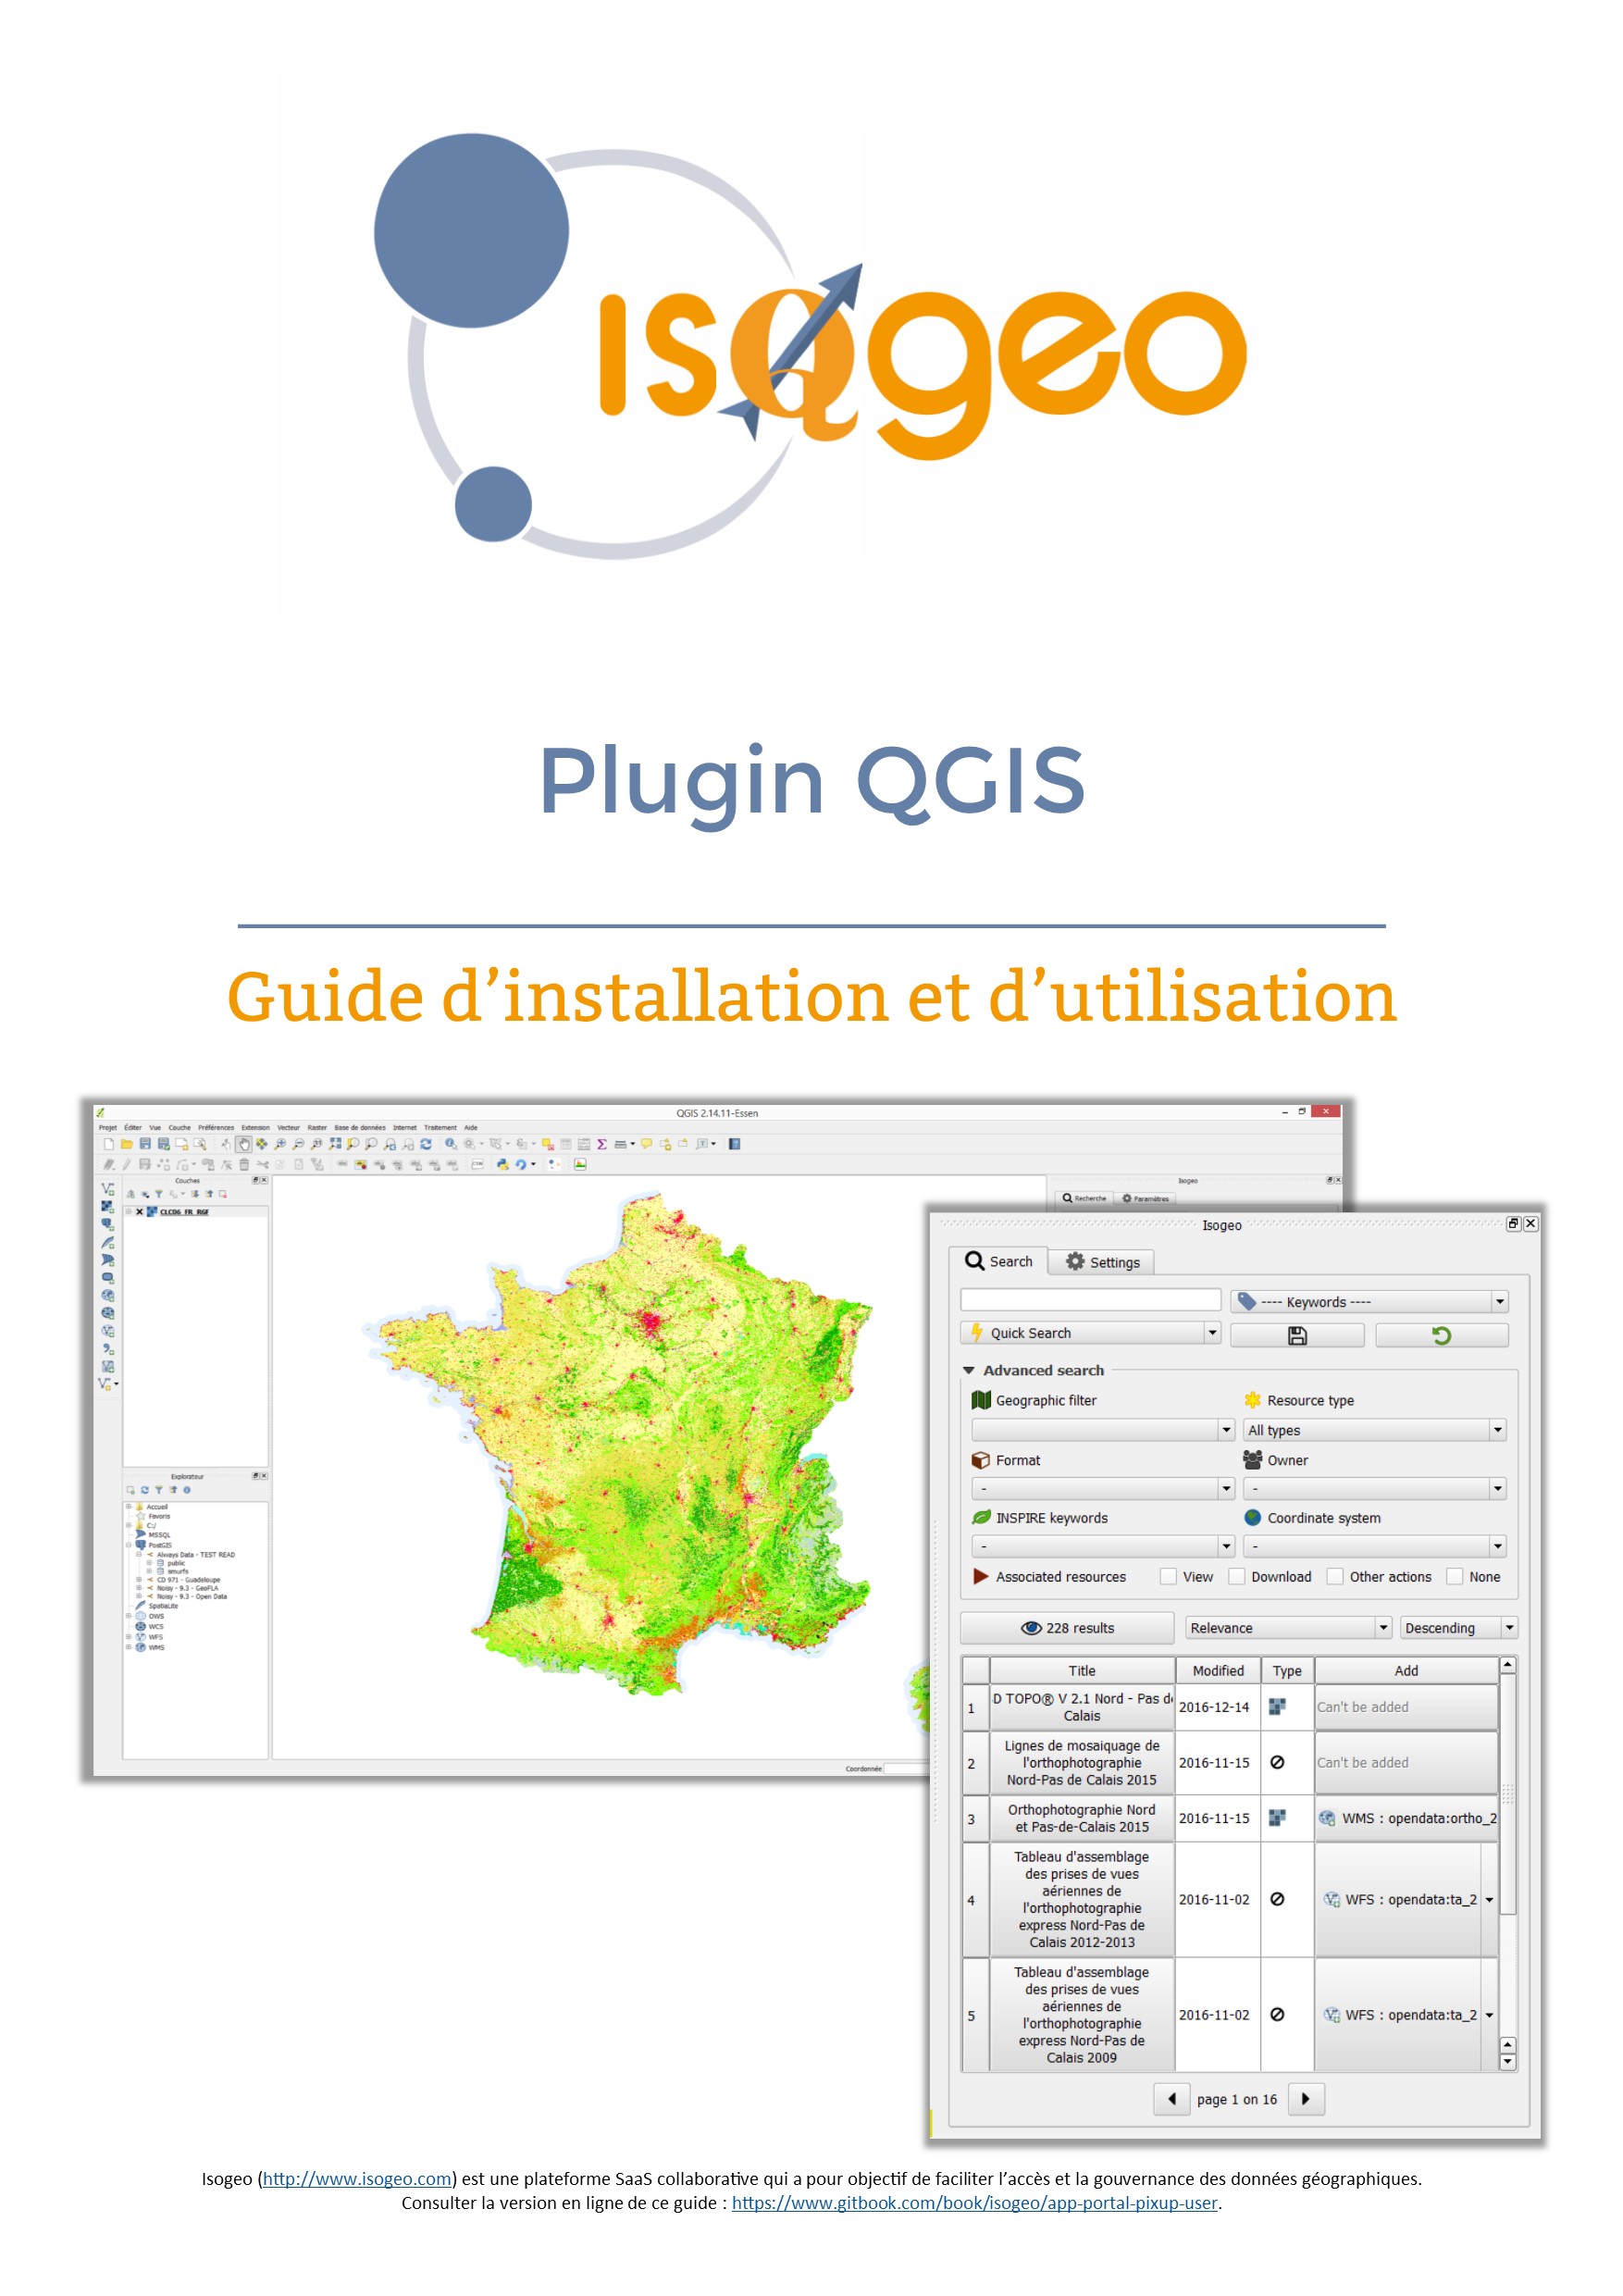 IsQgeo
Plugin QGIS
Guide d’installation et d’utilisation
QGIS 2.14.11-Essen
Projet Éditer Vue Couche Préférences Extension Vecteur Raster Base de données Internet Traitement Aide
Couches
CLC06_FR_RGF
Isogeo
Recherche Paramètres
Explorateur
Accueil
Favoris
C:/
MSSQL
PostGIS
Always Data - TEST READ
public
smurfs
CD 971 - Guadeloupe
Noisy - 9.3 - GeoFLA
Noisy - 9.3 - Open Data
SpatiaLite
OWS
WCS
WFS
WMS
Coordonnée
Isogeo
Search Settings
---- Keywords ----
Quick Search
Advanced search
Geographic filter Resource type
All types
Format Owner
- -
INSPIRE keywords Coordinate system
- -
Associated resources View Download Other actions None
228 results Relevance Descending
Title Modified Type Add
1 D TOPO® V 2.1 Nord - Pas de
Calais 2016-12-14 Can't be added
2 Lignes de mosaiquage de
l'orthophotographie
Nord-Pas de Calais 2015 2016-11-15 Can't be added
3 Orthophotographie Nord
et Pas-de-Calais 2015 2016-11-15 WMS : opendata:ortho_2
4 Tableau d'assemblage
des prises de vues
aériennes de
l'orthophotographie
express Nord-Pas de
Calais 2012-2013 2016-11-02 WFS : opendata:ta_2
5 Tableau d'assemblage
des prises de vues
aériennes de
l'orthophotographie
express Nord-Pas de
Calais 2009 2016-11-02 WFS : opendata:ta_2
page 1 on 16
Isogeo (http://www.isogeo.com) est une plateforme SaaS collaborative qui a pour objectif de faciliter l’accès et la gouvernance des données géographiques.
Consulter la version en ligne de ce guide : https://www.gitbook.com/book/isogeo/app-portal-pixup-user.